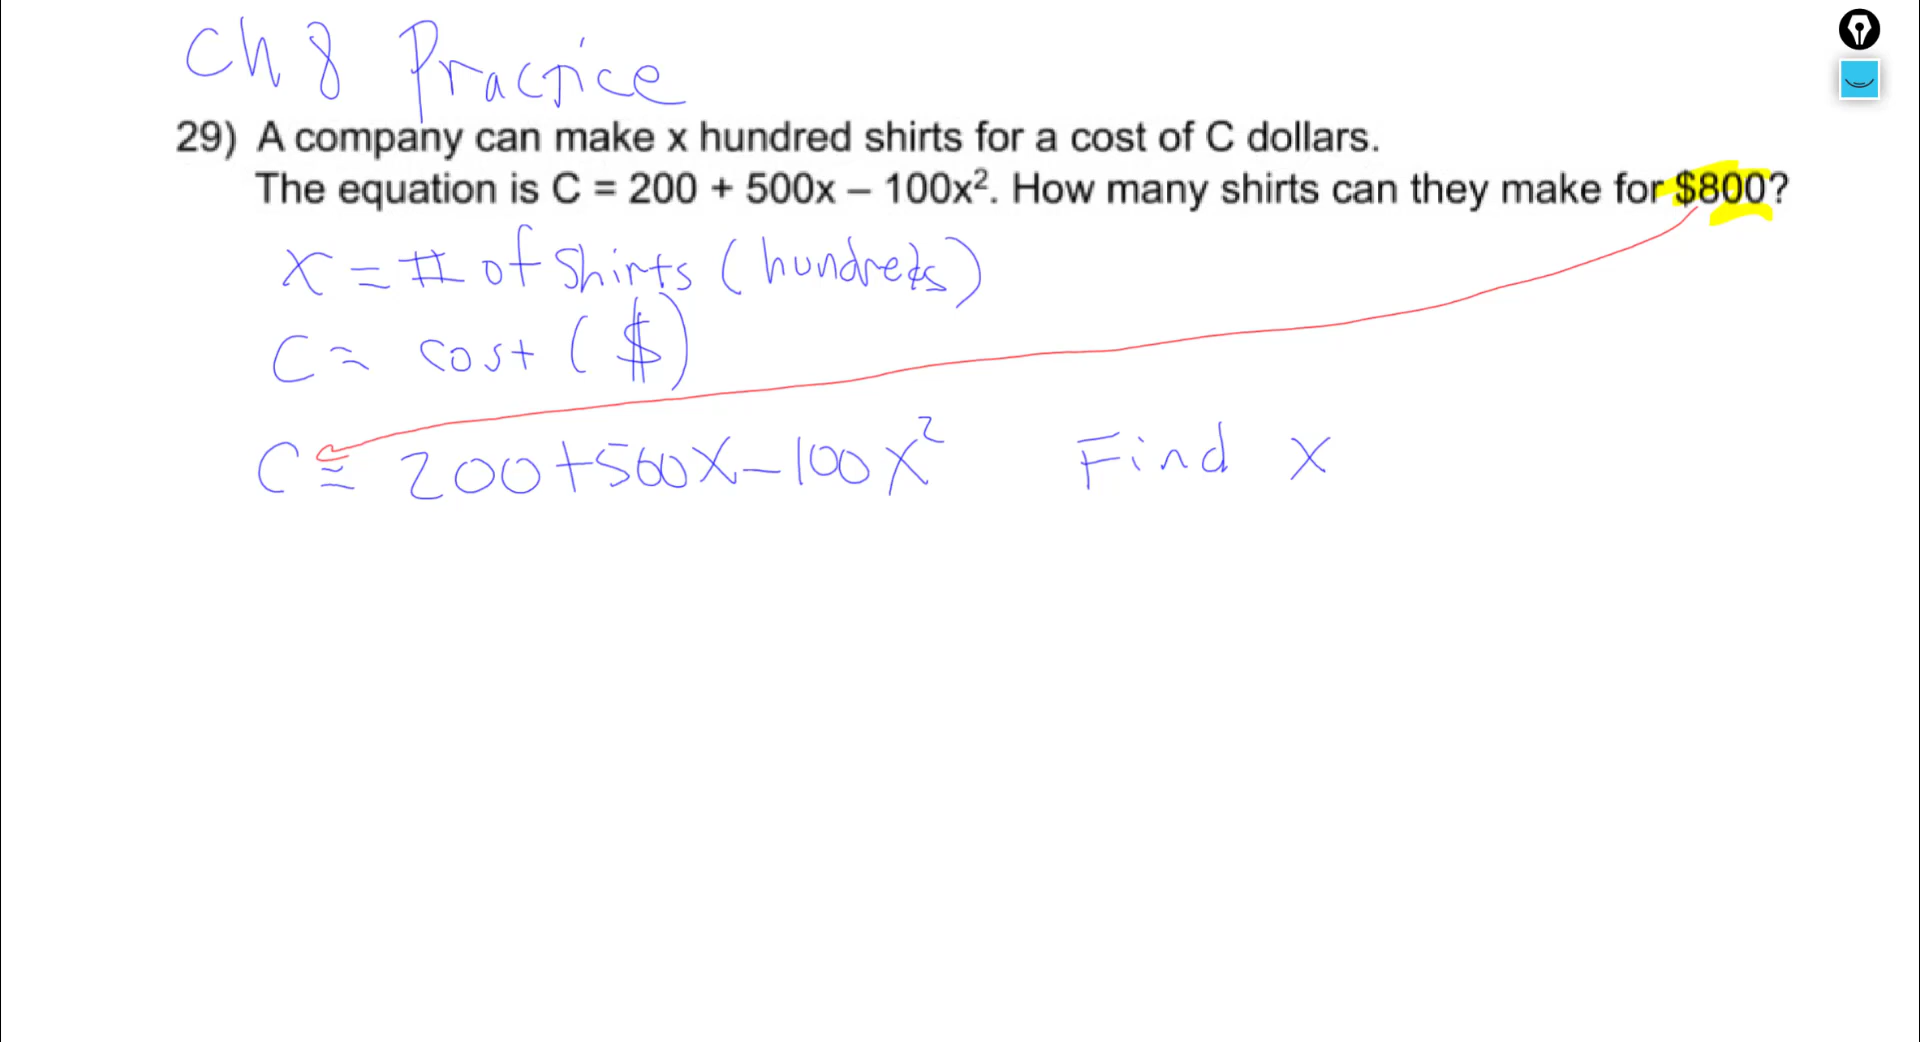 Ch 8 Practice
29) A company can make x hundred shirts for a cost of C dollars.
The equation is C = 200 + 500x – 100x². How many shirts can they make for $800?
x = # of shirts (hundreds)
C = cost ($)
C = 200+500x-100x² Find x